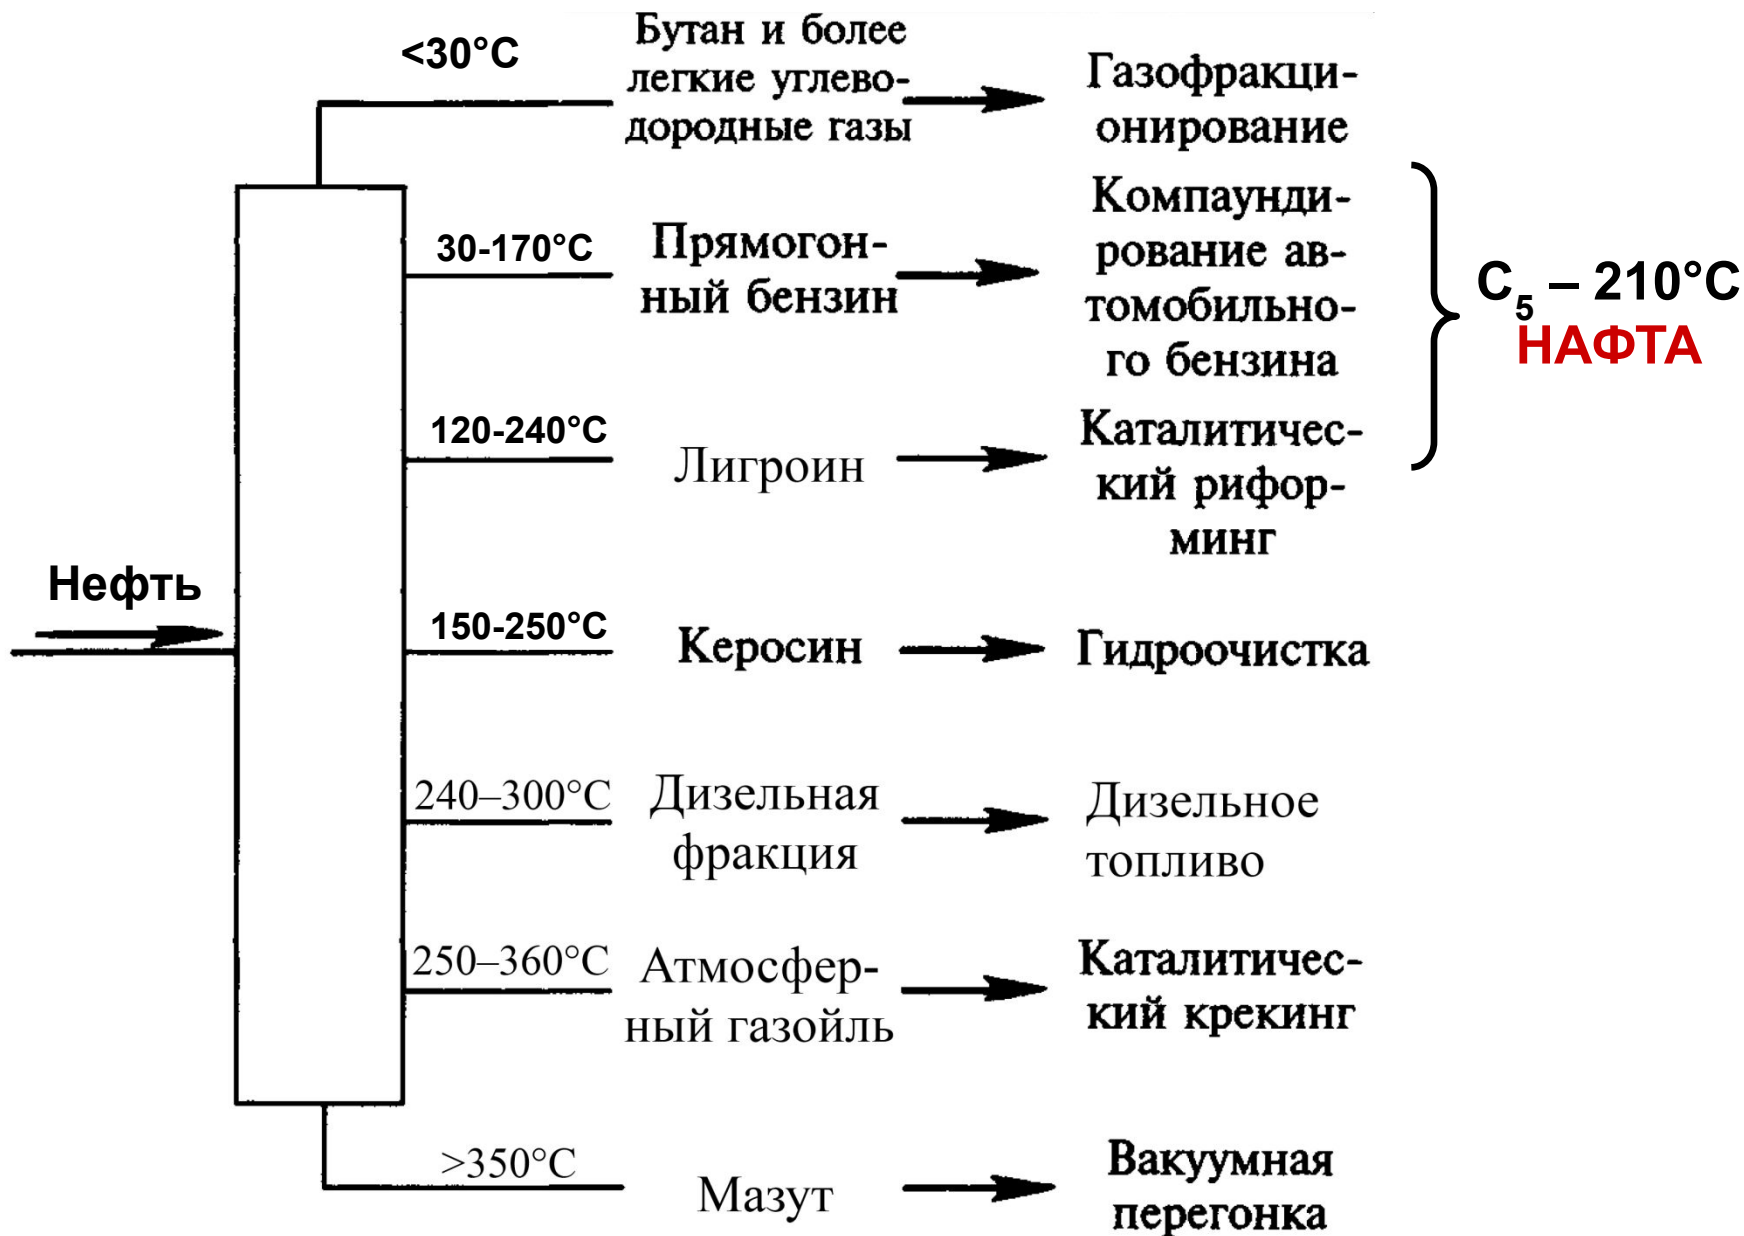 <30°C
Бутан и более
легкие углево-
дородные газы
Газофракци-
онирование
30-170°C
Прямогон-
ный бензин
Компаунди-
рование ав-
томобильно-
го бензина
C5 – 210°C
НАФТА
120-240°C
Лигроин
Каталитичес-
кий рифор-
минг
Нефть
150-250°C
Керосин
Гидроочистка
240–300°C
Дизельная
фракция
Дизельное
топливо
250–360°C
Атмосфер-
ный газойль
Каталитичес-
кий крекинг
>350°C
Мазут
Вакуумная
перегонка